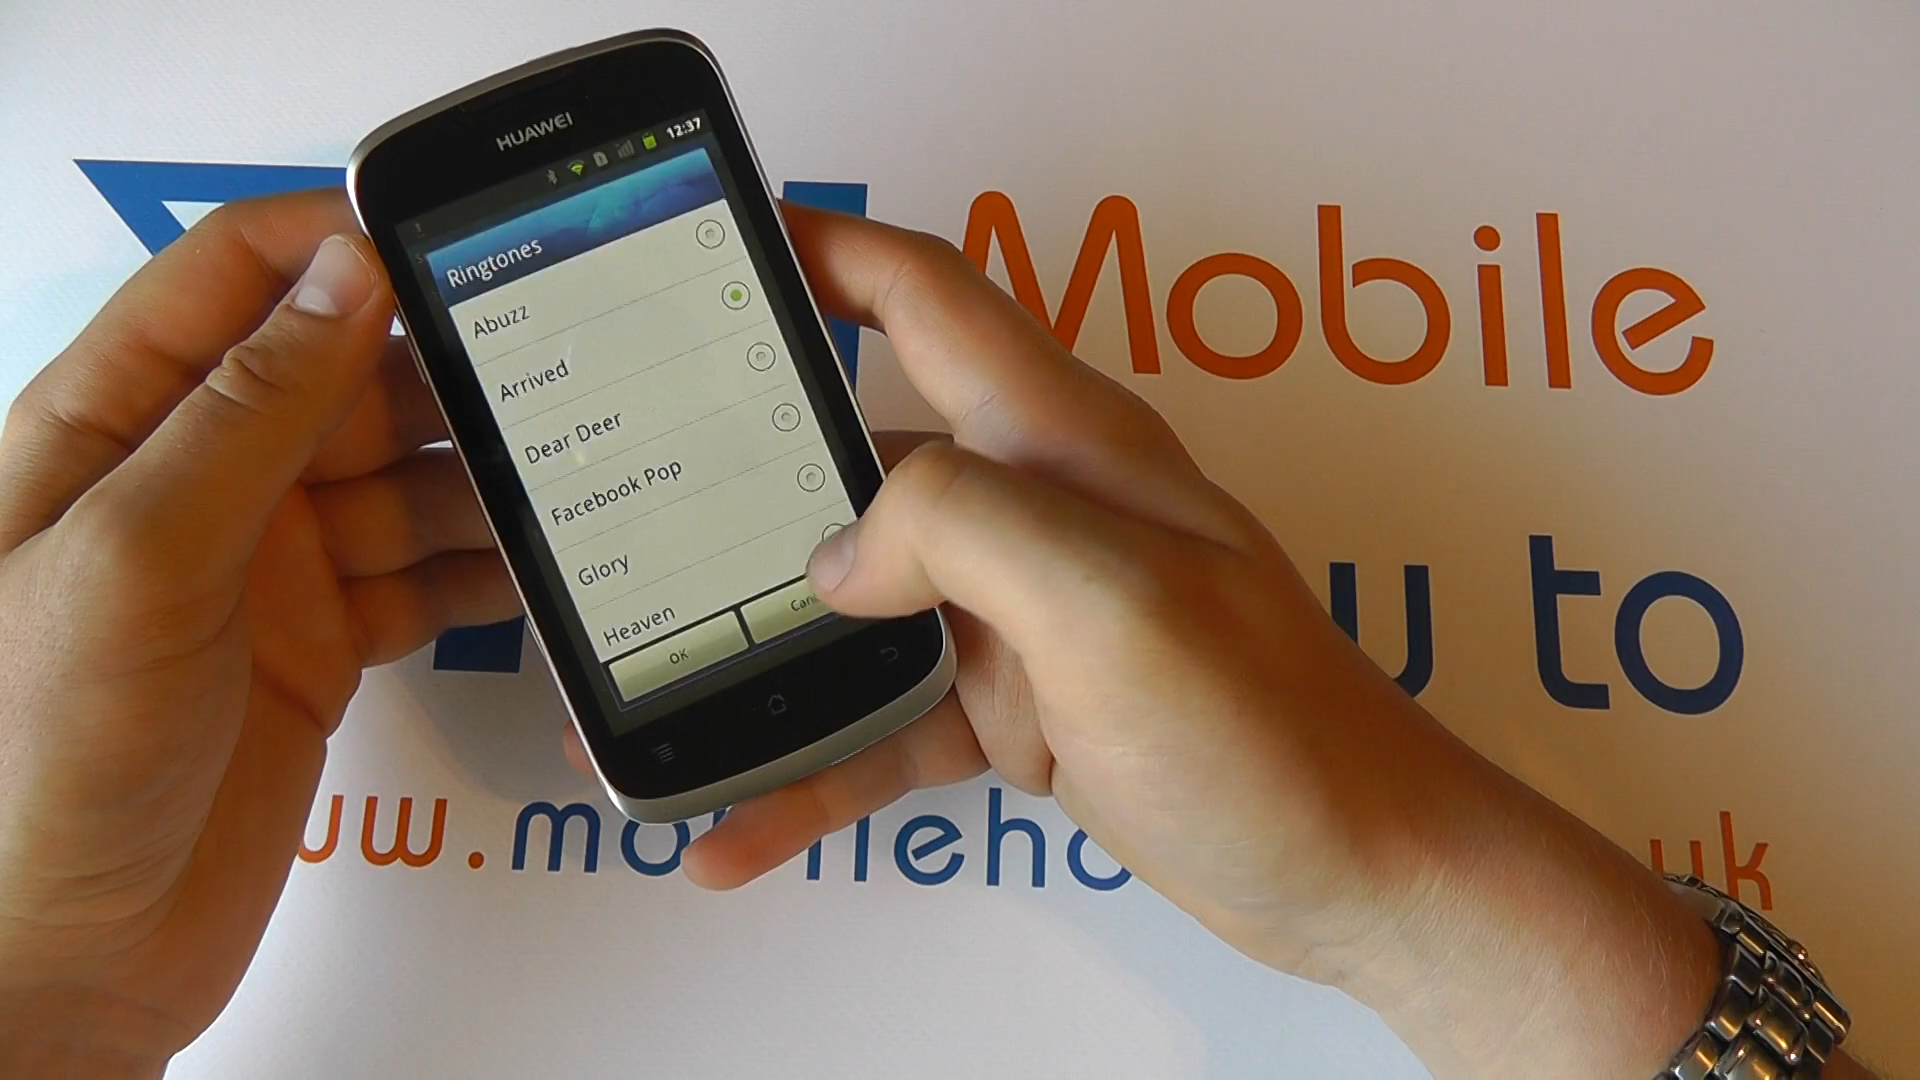 HUAWEI
12:37
Ringtones
Abuzz
Arrived
Dear Deer
Facebook Pop
Glory
Heaven
OK
Mobile
to
uk